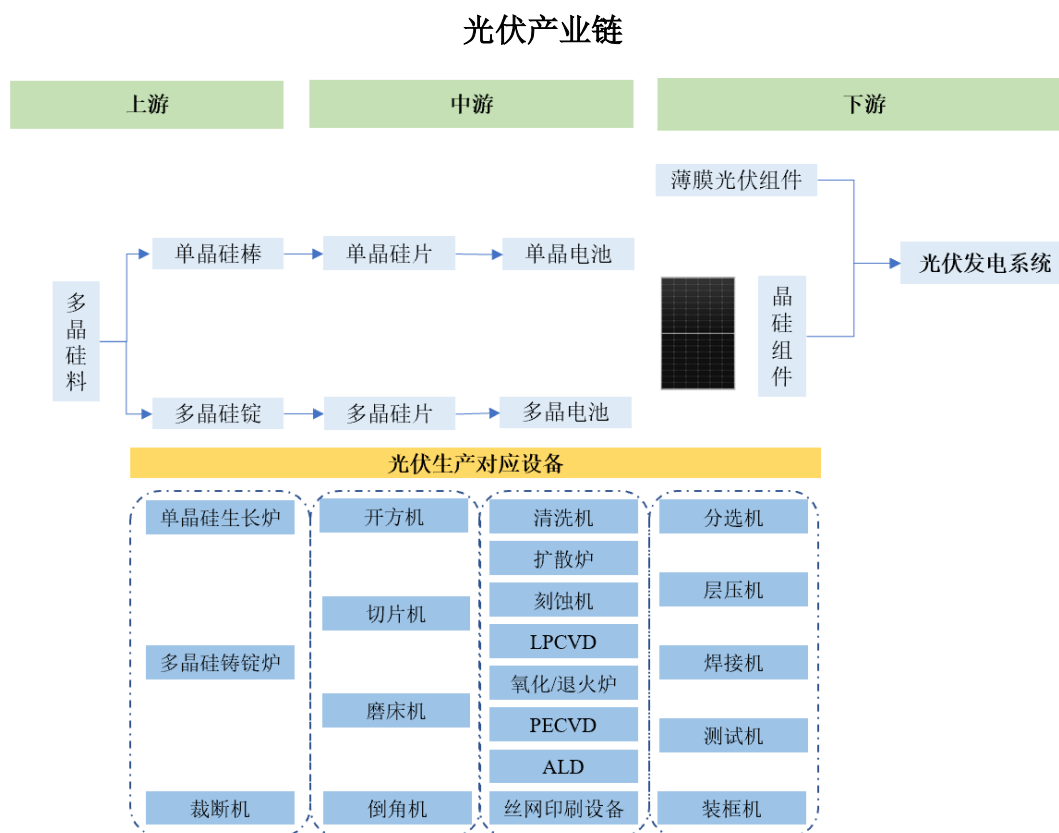 光伏产业链
上游
中游
下游
薄膜光伏组件
单晶硅棒
单晶硅片
单晶电池
光伏发电系统
多晶硅料
晶硅组件
多晶硅锭
多晶硅片
多晶电池
光伏生产对应设备
单晶硅生长炉
多晶硅铸锭炉
裁断机
开方机
切片机
磨床机
倒角机
清洗机
扩散炉
刻蚀机
LPCVD
氧化/退火炉
PECVD
ALD
丝网印刷设备
分选机
层压机
焊接机
测试机
装框机